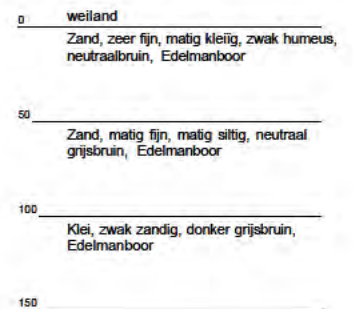 0 weiland
Zand, zeer fijn, matig kleiïg, zwak humeus,
neutraalbruin, Edelmanboor
50
Zand, matig fijn, matig siltig, neutraal
grijsbruin, Edelmanboor
100
Klei, zwak zandig, donker grijsbruin,
Edelmanboor
150